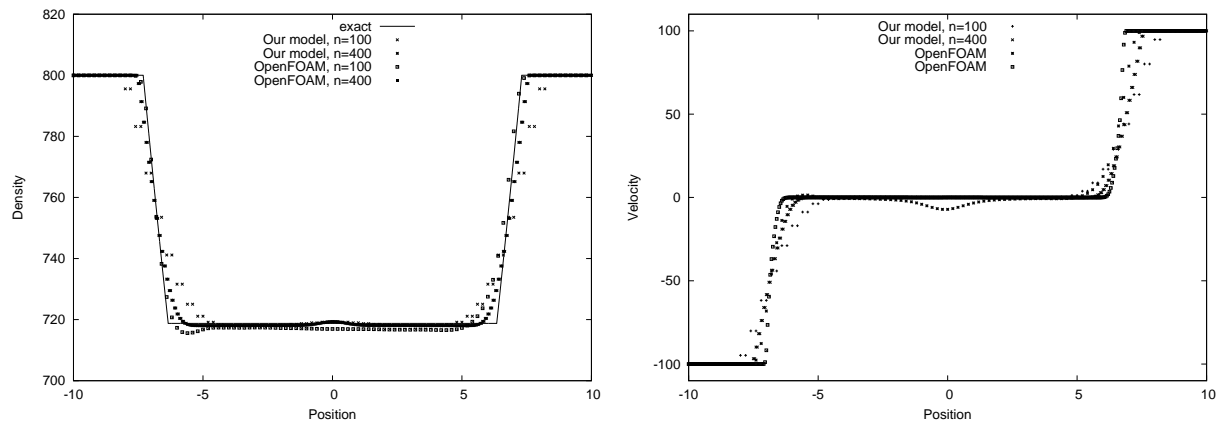 820
800
780
760
740
720
700
Density
-10
-5
0
5
10
Position
exact
Our model, n=100
Our model, n=400
OpenFOAM, n=100
OpenFOAM, n=400
100
50
0
-50
-100
Velocity
-10
-5
0
5
10
Position
Our model, n=100
Our model, n=400
OpenFOAM
OpenFOAM